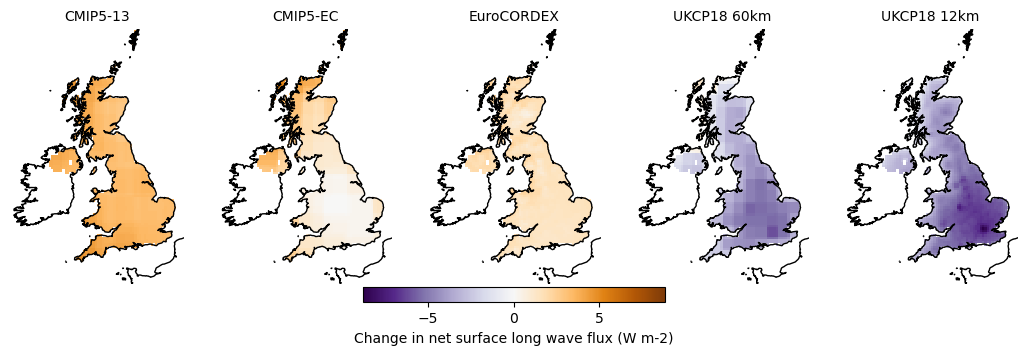 CMIP5-13 CMIP5-EC EuroCORDEX UKCP18 60km UKCP18 12km
−5 0 5
Change in net surface long wave flux (W m-2)